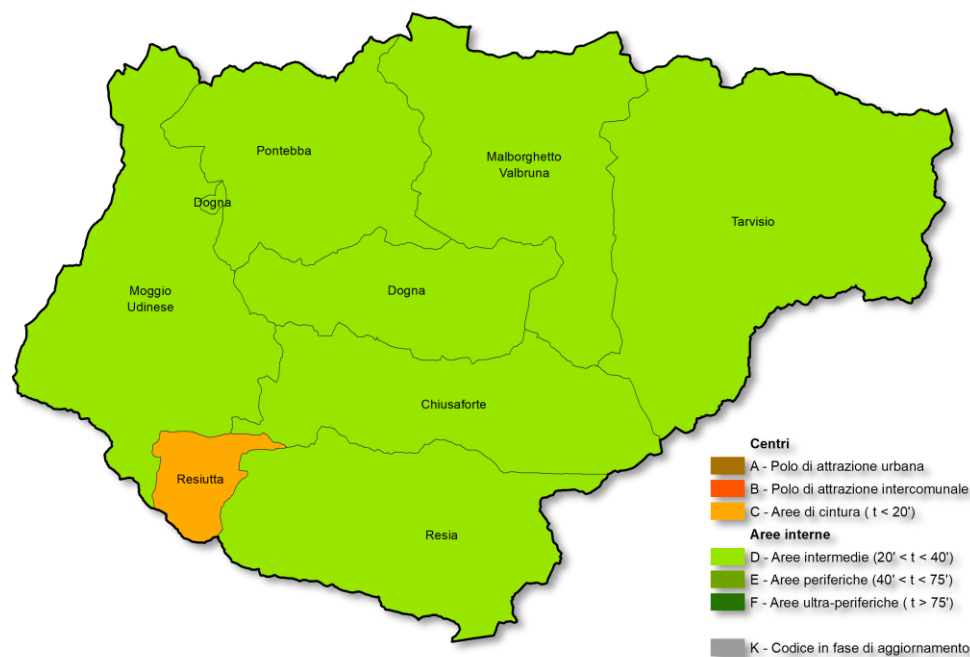 Pontebba
Malborghetto
Valbruna
Dogna
Tarvisio
Moggio
Udinese
Dogna
Chiusaforte
Resiutta
Resia
Centri
A - Polo di attrazione urbana
B - Polo di attrazione intercomunale
C - Aree di cintura ( t < 20')
Aree interne
D - Aree intermedie (20' < t < 40')
E - Aree periferiche (40' < t < 75')
F - Aree ultra-periferiche ( t > 75')
K - Codice in fase di aggiornamento